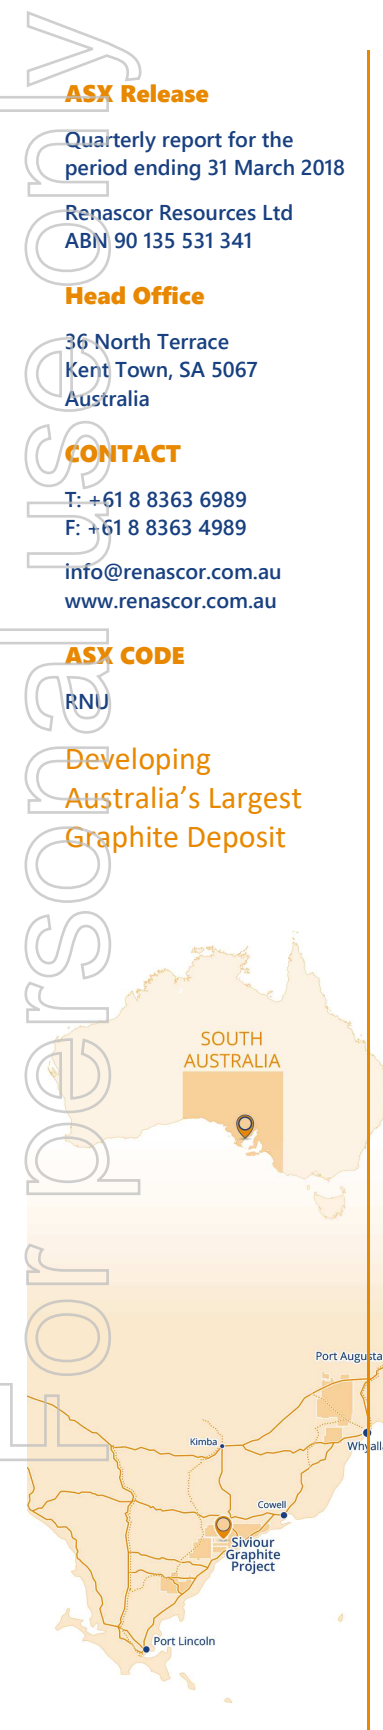 For personal use only
ASX Release
Quarterly report for the
period ending 31 March 2018
Renascor Resources Ltd
ABN 90 135 531 341
Head Office
36 North Terrace
Kent Town, SA 5067
Australia
CONTACT
T: +61 8 8363 6989
F: +61 8 8363 4989
info@renascor.com.au
www.renascor.com.au
ASX CODE
RNU
Developing
Australia’s Largest
Graphite Deposit
SOUTH
AUSTRALIA
Port Augusta
Kimba
Whyall
Cowell
Siviour
Graphite
Project
Port Lincoln